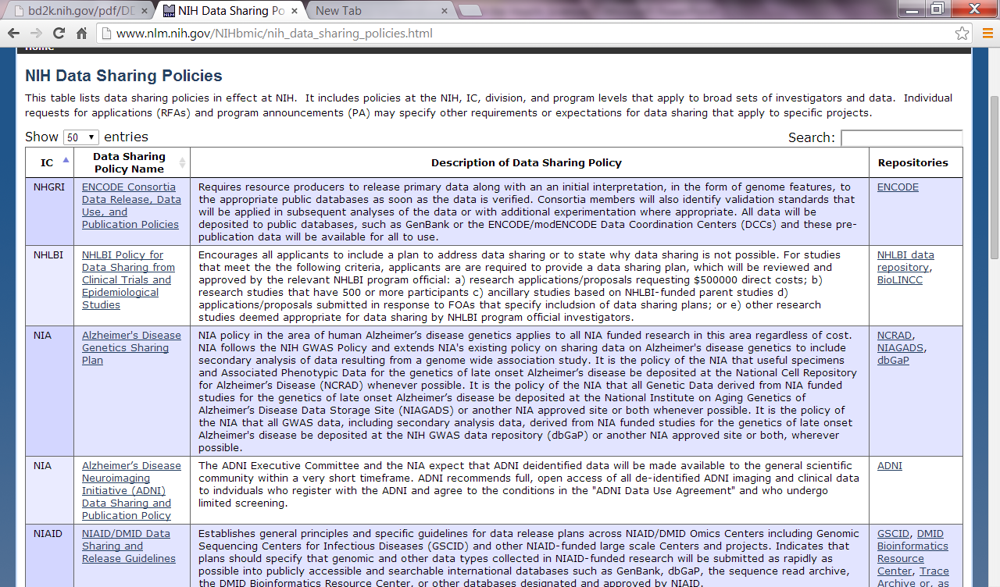 bd2k.nih.gov/pdf/DD
NIH Data Sharing Po
New Tab
www.nlm.nih.gov/NIHbmic/nih_data_sharing_policies.html
Home
NIH Data Sharing Policies
This table lists data sharing policies in effect at NIH.  It includes policies at the NIH, IC, division, and program levels that apply to broad sets of investigators and data.  Individual
requests for applications (RFAs) and program announcements (PA) may specify other requirements or expectations for data sharing that apply to specific projects.
Show 50 entries
Search:
IC
Data Sharing
Policy Name
Description of Data Sharing Policy
Repositories
NHGRI
ENCODE Consortia
Data Release, Data
Use, and
Publication Policies
Requires resource producers to release primary data along with an an initial interpretation, in the form of genome features, to
the appropriate public databases as soon as the data is verified. Consortia members will also identify validation standards that
will be applied in subsequent analyses of the data or with additional experimentation where appropriate. All data will be
deposited to public databases, such as GenBank or the ENCODE/modENCODE Data Coordination Centers (DCCs) and these pre-
publication data will be available for all to use.
ENCODE
NHLBI
NHLBI Policy for
Data Sharing from
Clinical Trials and
Epidemiological
Studies
Encourages all applicants to include a plan to address data sharing or to state why data sharing is not possible. For studies
that meet the the following criteria, applicants are are required to provide a data sharing plan, which will be reviewed and
approved by the relevant NHLBI program official: a) research applications/proposals requesting $500000 direct costs; b)
research studies that have 500 or more participants c) ancillary studies based on NHLBI-funded parent studies d)
applications/proposals submitted in response to FOAs that specify includsion of data sharing plans; or e) other research
studies deemed appropriate for data sharing by NHLBI program official investigators.
NHLBI data
repository,
BioLINCC
NIA
Alzheimer's Disease
Genetics Sharing
Plan
NIA policy in the area of human Alzheimer’s disease genetics applies to all NIA funded research in this area regardless of cost.
NIA follows the NIH GWAS Policy and extends NIA's existing policy on sharing data on Alzheimer's disease genetics to include
secondary analysis of data resulting from a genome wide association study. It is the policy of the NIA that useful specimens
and Associated Phenotypic Data for the genetics of late onset Alzheimer’s disease be deposited at the National Cell Repository
for Alzheimer’s Disease (NCRAD) whenever possible. It is the policy of the NIA that all Genetic Data derived from NIA funded
studies for the genetics of late onset Alzheimer’s disease be deposited at the National Institute on Aging Genetics of
Alzheimer’s Disease Data Storage Site (NIAGADS) or another NIA approved site or both whenever possible. It is the policy of
the NIA that all GWAS data, including secondary analysis data, derived from NIA funded studies for the genetics of late onset
Alzheimer's disease be deposited at the NIH GWAS data repository (dbGaP) or another NIA approved site or both, wherever
possible.
NCRAD,
NIAGADS,
dbGaP
NIA
Alzheimer’s Disease
Neuroimaging
Initiative (ADNI)
Data Sharing and
Publication Policy
The ADNI Executive Committee and the NIA expect that ADNI deidentified data will be made available to the general scientific
community within a very short timeframe. ADNI recommends full, open access of all de-identified ADNI imaging and clinical data
to indviduals who register with the ADNI and agree to the conditions in the "ADNI Data Use Agreement" and who undergo
limited screening.
ADNI
NIAID
NIAID/DMID Data
Sharing and
Release Guidelines
Establishes general principles and specific guidelines for data release plans across NIAID/DMID Omics Centers including Genomic
Sequencing Centers for Infectious Diseases (GSCID) and other NIAID-funded large scale Centers and projects. Indicates that
plans should specify that genomic and other data types collected in NIAID-funded research will be submitted as rapidly as
possible into publicly accessible and searchable international databases such as GenBank, dbGaP, the sequence read archive,
the DMID Bioinformatics Resource Center, or other databases designated and approved by NIAID.
GSCID, DMID
Bioinformatics
Resource
Center, Trace
Archive or, as